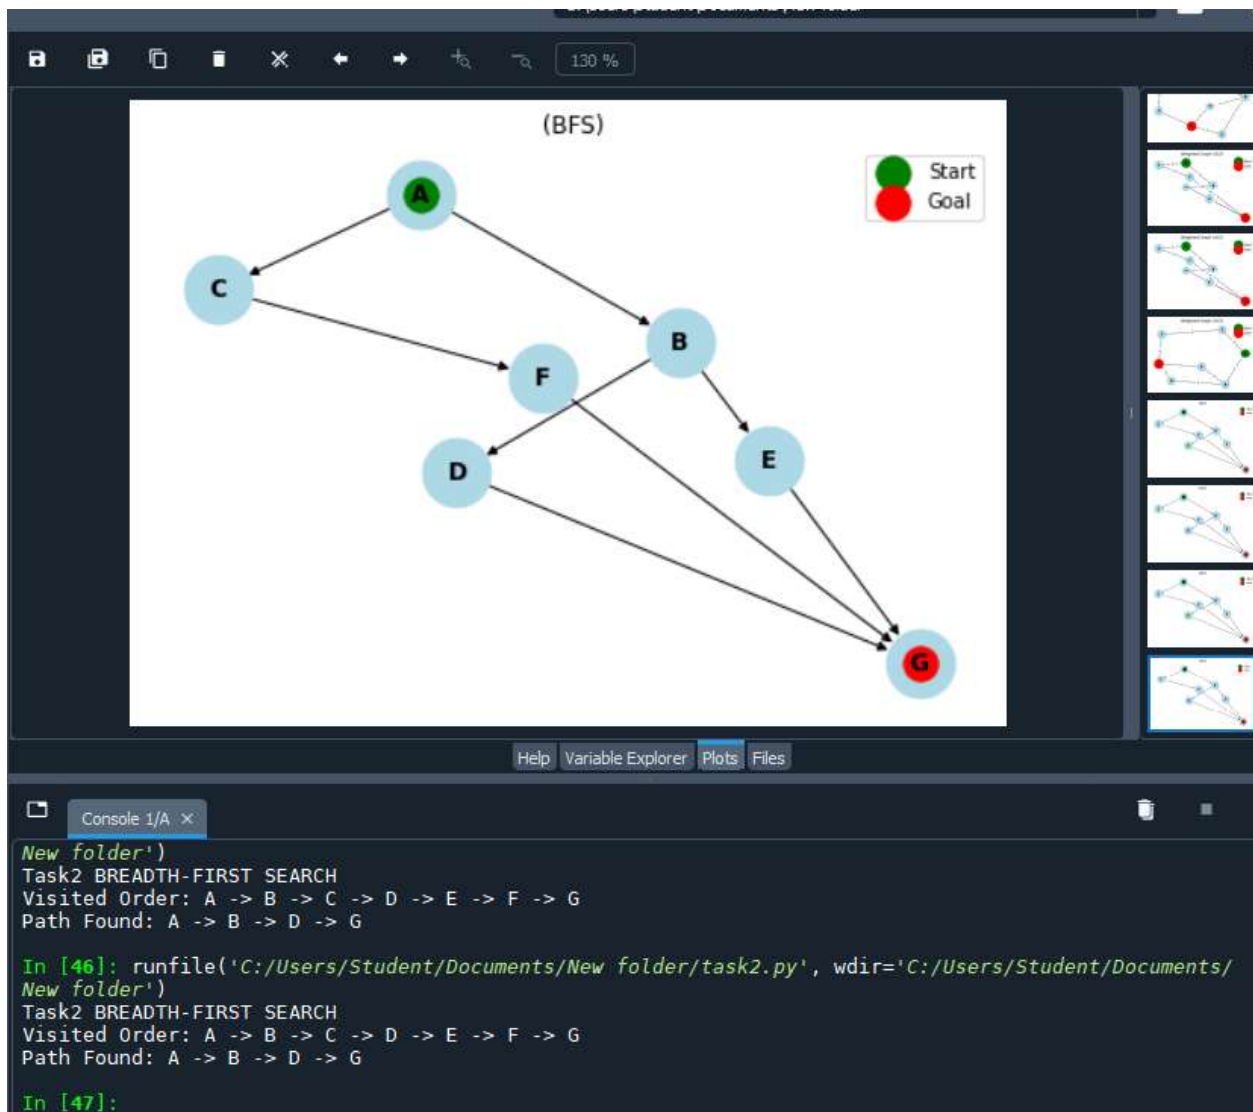 130 %
(BFS)
A
Start
Goal
C
B
F
D
E
G
Help Variable Explorer Plots Files
Console 1/A ×
New folder')
Task2 BREADTH-FIRST SEARCH
Visited Order: A -> B -> C -> D -> E -> F -> G
Path Found: A -> B -> D -> G
In [46]: runfile('C:/Users/Student/Documents/New folder/task2.py', wdir='C:/Users/Student/Documents/
New folder')
Task2 BREADTH-FIRST SEARCH
Visited Order: A -> B -> C -> D -> E -> F -> G
Path Found: A -> B -> D -> G
In [47]: